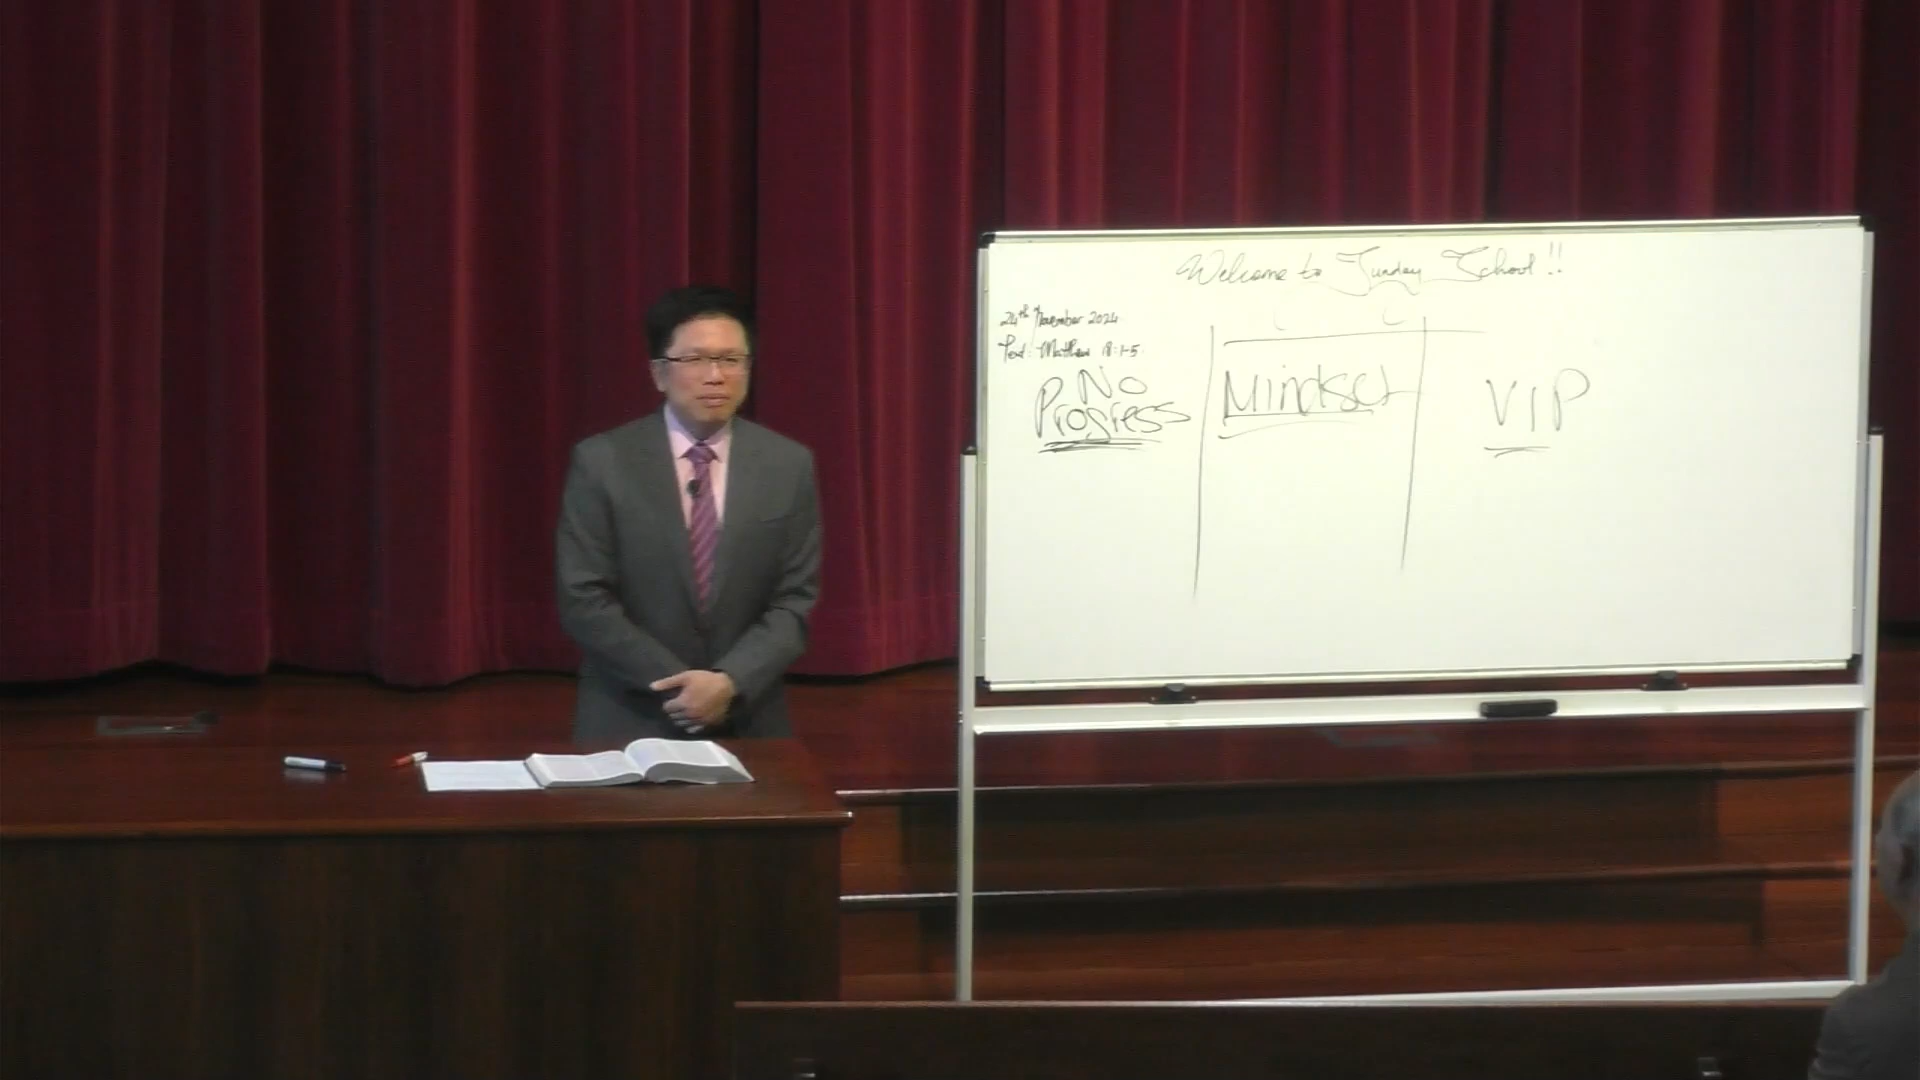 Welcome to Sunday School !!
24th November 2024
Text: Matthew 18:1-5
No
Progress
Mindset
VIP